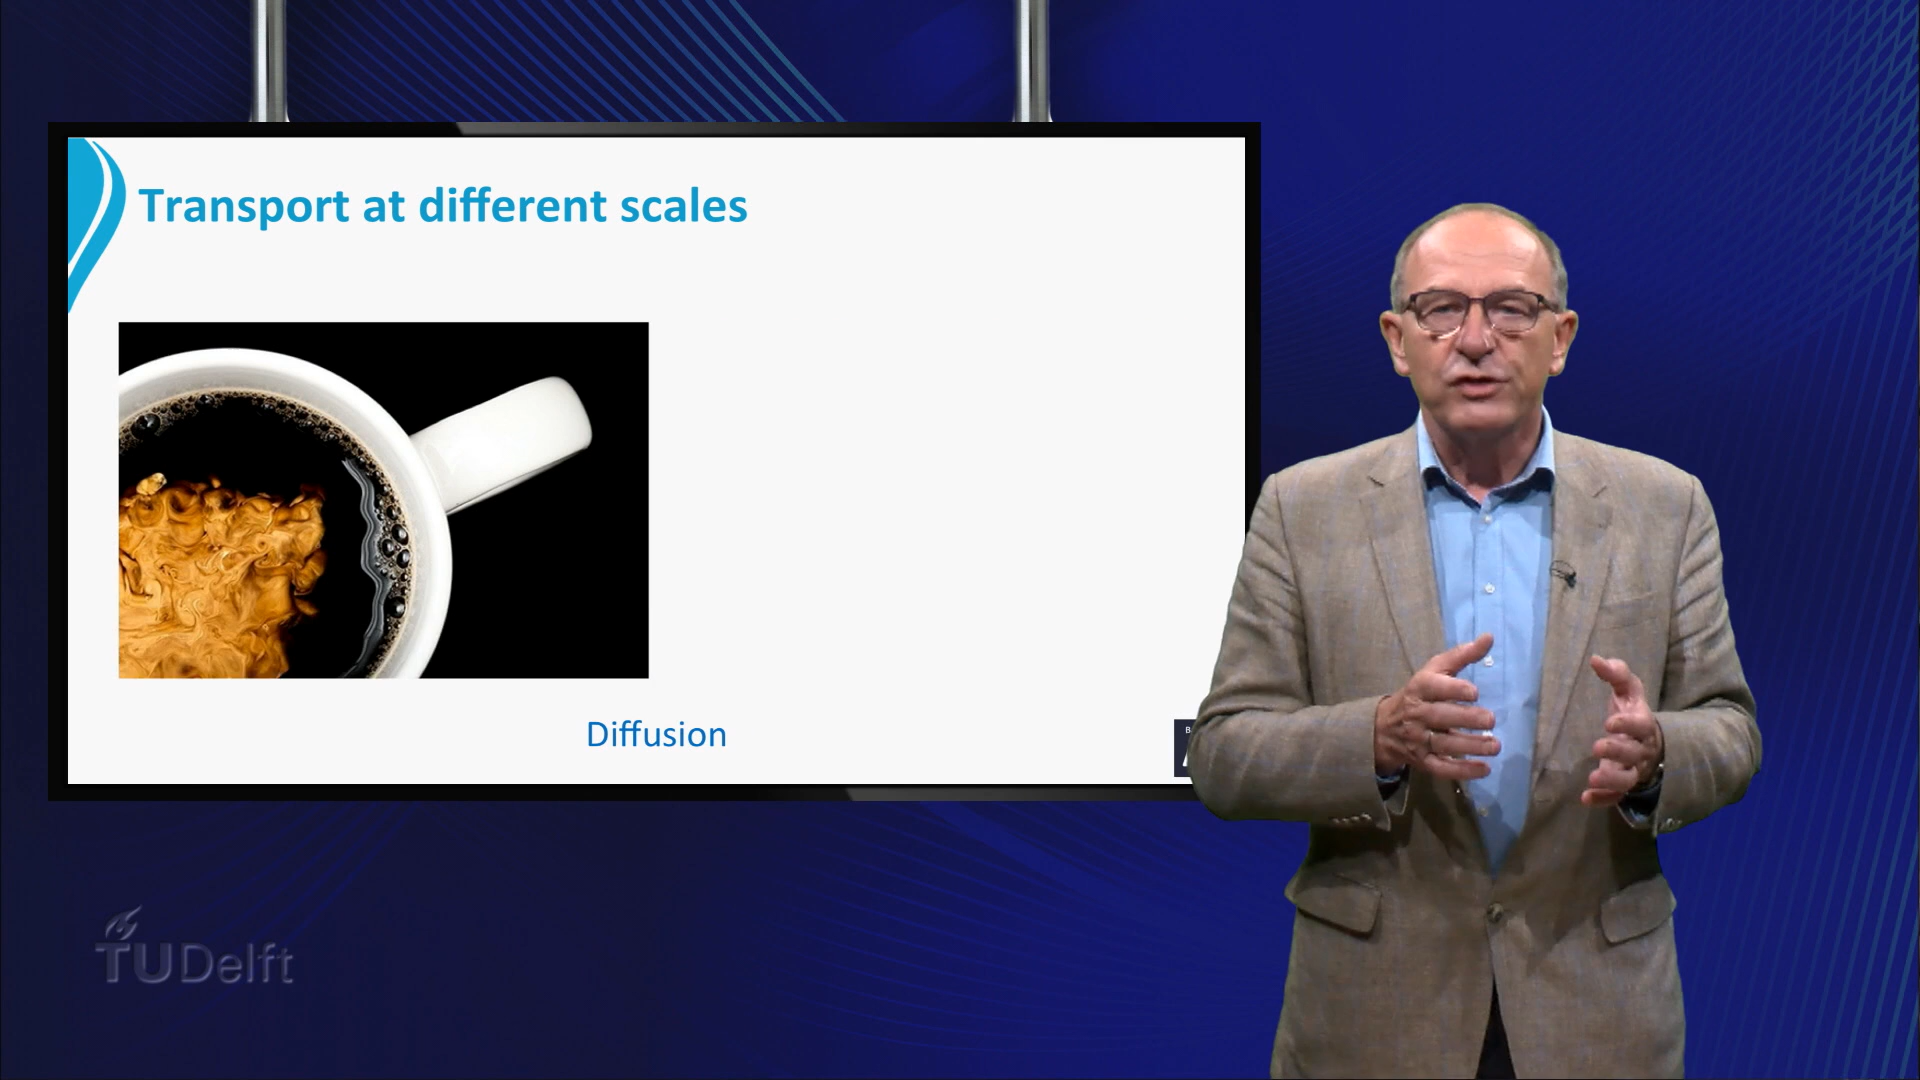 Transport at different scales
Diffusion
TUDelft